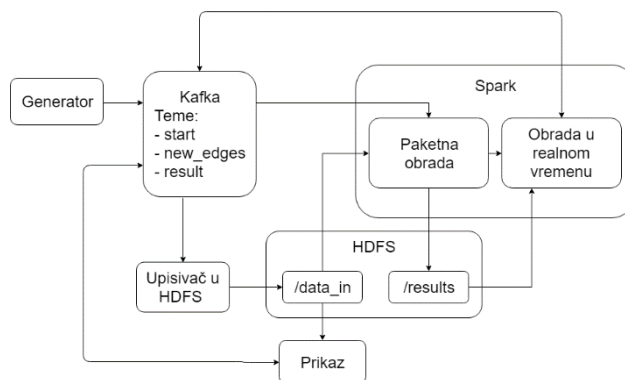 Generator
Kafka
Teme:
- start
- new_edges
- result
Spark
Paketna
obrada
Obrada u
realnom
vremenu
HDFS
Upisivač u
HDFS
/data_in
/results
Prikaz